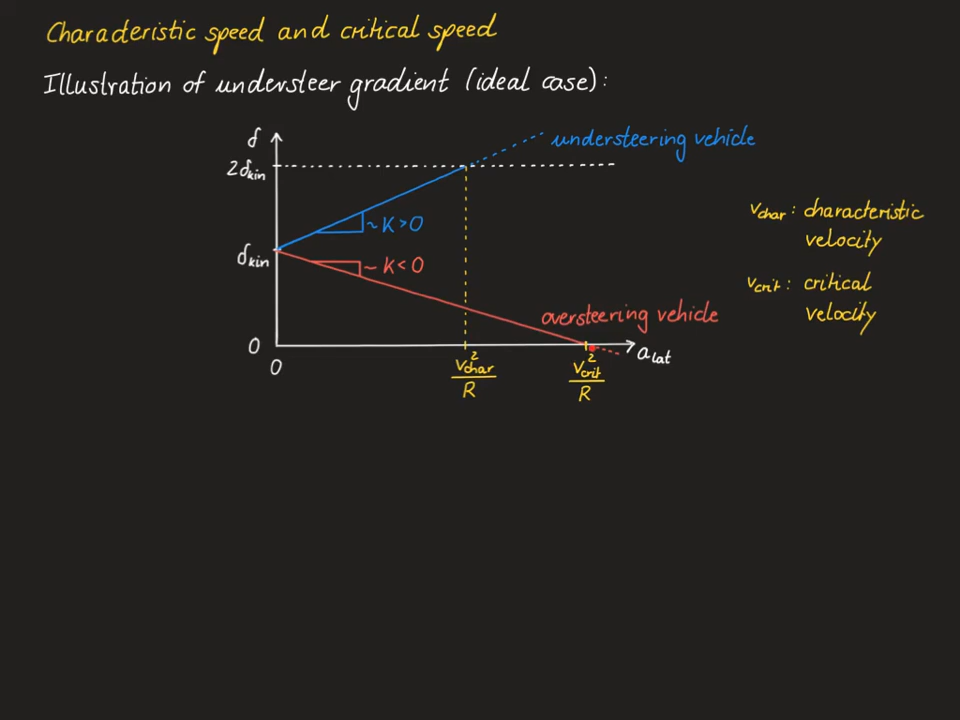 Characteristic speed and critical speed
Illustration of understeer gradient (ideal case):
δ
understeering vehicle
2δkin
~K>0
δkin
~K<0
vchar: characteristic
velocity
vcrit: critical
velocity
oversteering vehicle
0
alat
0
v²char/R
v²crit/R